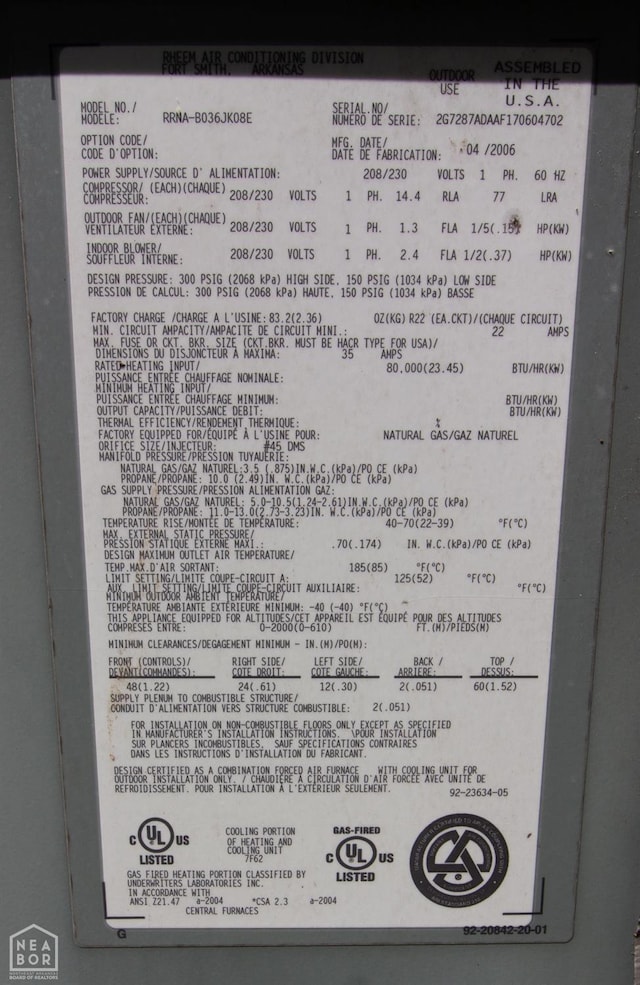 RHEEM AIR CONDITIONING DIVISION
FORT SMITH, ARKANSAS
OUTDOOR USE
ASSEMBLED IN THE U.S.A.
MODEL NO./
MODÈLE: RRNA-B036JK08E
SERIAL.NO/
NUMÉRO DE SÉRIE: 2G7287ADAAF170604702
OPTION CODE/
CODE D'OPTION:
MFG. DATE/
DATE DE FABRICATION: 04 /2006
POWER SUPPLY/SOURCE D' ALIMENTATION: 208/230 VOLTS 1 PH. 60 HZ
COMPRESSOR/ (EACH)(CHAQUE)
COMPRESSEUR: 208/230 VOLTS 1 PH. 14.4 RLA 77 LRA
OUTDOOR FAN/(EACH)(CHAQUE)
VENTILATEUR EXTERNE: 208/230 VOLTS 1 PH. 1.3 FLA 1/5(.15) HP(KW)
INDOOR BLOWER/
SOUFFLEUR INTERNE: 208/230 VOLTS 1 PH. 2.4 FLA 1/2(.37) HP(KW)
DESIGN PRESSURE: 300 PSIG (2068 kPa) HIGH SIDE, 150 PSIG (1034 kPa) LOW SIDE
PRESSION DE CALCUL: 300 PSIG (2068 kPa) HAUTE, 150 PSIG (1034 kPa) BASSE
FACTORY CHARGE /CHARGE A L'USINE: 83.2(2.36) OZ(KG) R22 (EA.CKT)/(CHAQUE CIRCUIT)
MIN. CIRCUIT AMPACITY/AMPACITE DE CIRCUIT MINI.: 22 AMPS
MAX. FUSE OR CKT. BKR. SIZE (CKT.BKR. MUST BE HACR TYPE FOR USA)/
DIMENSIONS DU DISJONCTEUR A MAXIMA: 35 AMPS
RATED HEATING INPUT/
PUISSANCE ENTRÉE CHAUFFAGE NOMINALE: 80,000(23.45) BTU/HR(KW)
MINIMUM HEATING INPUT/
PUISSANCE ENTRÉE CHAUFFAGE MINIMUM: BTU/HR(KW)
OUTPUT CAPACITY/PUISSANCE DEBIT: BTU/HR(KW)
THERMAL EFFICIENCY/RENDEMENT THERMIQUE: %
FACTORY EQUIPPED FOR/ÉQUIPÉ À L'USINE POUR: NATURAL GAS/GAZ NATUREL
ORIFICE SIZE/INJECTEUR: #45 DMS
MANIFOLD PRESSURE/PRESSION TUYAUERIE:
NATURAL GAS/GAZ NATUREL: 3.5 (.875)IN.W.C.(kPa)/PO CE (kPa)
PROPANE/PROPANE: 10.0 (2.49)IN. W.C.(kPa)/PO CE (kPa)
GAS SUPPLY PRESSURE/PRESSION ALIMENTATION GAZ:
NATURAL GAS/GAZ NATUREL: 5.0-10.5(1.24-2.61)IN.W.C.(kPa)/PO CE (kPa)
PROPANE/PROPANE: 11.0-13.0(2.73-3.23)IN. W.C.(kPa)/PO CE (kPa)
TEMPERATURE RISE/MONTÉE DE TEMPÉRATURE: 40-70(22-39) °F(°C)
MAX. EXTERNAL STATIC PRESSURE/
PRESSION STATIQUE EXTERNE MAXI.: .70(.174) IN. W.C.(kPa)/PO CE (kPa)
DESIGN MAXIMUM OUTLET AIR TEMPERATURE/
TEMP.MAX.D'AIR SORTANT: 185(85) °F(°C)
LIMIT SETTING/LIMITE COUPE-CIRCUIT A: 125(52) °F(°C)
AUX. LIMIT SETTING/LIMITE COUPE-CIRCUIT AUXILIAIRE: °F(°C)
MINIMUM OUTDOOR AMBIENT TEMPERATURE/
TEMPÉRATURE AMBIANTE EXTÉRIEURE MINIMUM: -40 (-40) °F(°C)
THIS APPLIANCE EQUIPPED FOR ALTITUDES/CET APPAREIL EST ÉQUIPÉ POUR DES ALTITUDES
COMPRESES ENTRE: 0-2000(0-610) FT.(M)/PIEDS(M)
MINIMUM CLEARANCES/DEGAGEMENT MINIMUM - IN.(M)/PO(M):
FRONT (CONTROLS)/ RIGHT SIDE/ LEFT SIDE/ BACK / TOP /
DEVANT(COMMANDES): COTE DROIT: COTE GAUCHE: ARRIERE: DESSUS:
48(1.22) 24(.61) 12(.30) 2(.051) 60(1.52)
SUPPLY PLENUM TO COMBUSTIBLE STRUCTURE/
CONDUIT D'ALIMENTATION VERS STRUCTURE COMBUSTIBLE: 2(.051)
FOR INSTALLATION ON NON-COMBUSTIBLE FLOORS ONLY EXCEPT AS SPECIFIED
IN MANUFACTURER'S INSTALLATION INSTRUCTIONS. \POUR INSTALLATION
SUR PLANCERS INCOMBUSTIBLES, SAUF SPECIFICATIONS CONTRAIRES
DANS LES INSTRUCTIONS D'INSTALLATION DU FABRICANT.
DESIGN CERTIFIED AS A COMBINATION FORCED AIR FURNACE WITH COOLING UNIT FOR
OUTDOOR INSTALLATION ONLY. / CHAUDIÈRE À CIRCULATION D'AIR FORCÉE AVEC UNITÉ DE
REFROIDISSEMENT. POUR INSTALLATION À L'EXTÉRIEUR SEULEMENT.
92-23634-05
C UL US LISTED
COOLING PORTION
OF HEATING AND
COOLING UNIT
7F62
GAS-FIRED
C UL US
LISTED
GAS FIRED HEATING PORTION CLASSIFIED BY
UNDERWRITERS LABORATORIES INC.
IN ACCORDANCE WITH
ANSI Z21.47 a-2004 *CSA 2.3 a-2004
CENTRAL FURNACES
G
92-20842-20-01
NEA
BOR
BOARD OF REALTORS